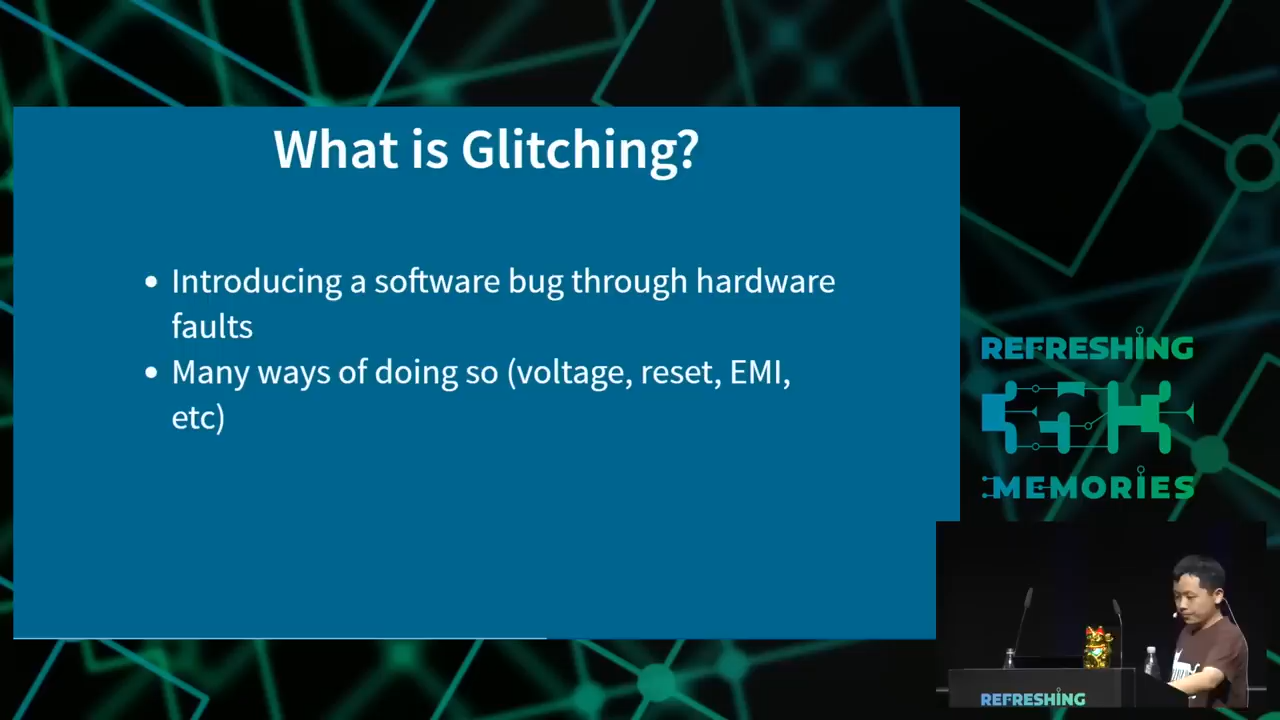 What is Glitching?
• Introducing a software bug through hardware
faults
• Many ways of doing so (voltage, reset, EMI,
etc)
REFRESHING
MEMORIES
REFRESHING